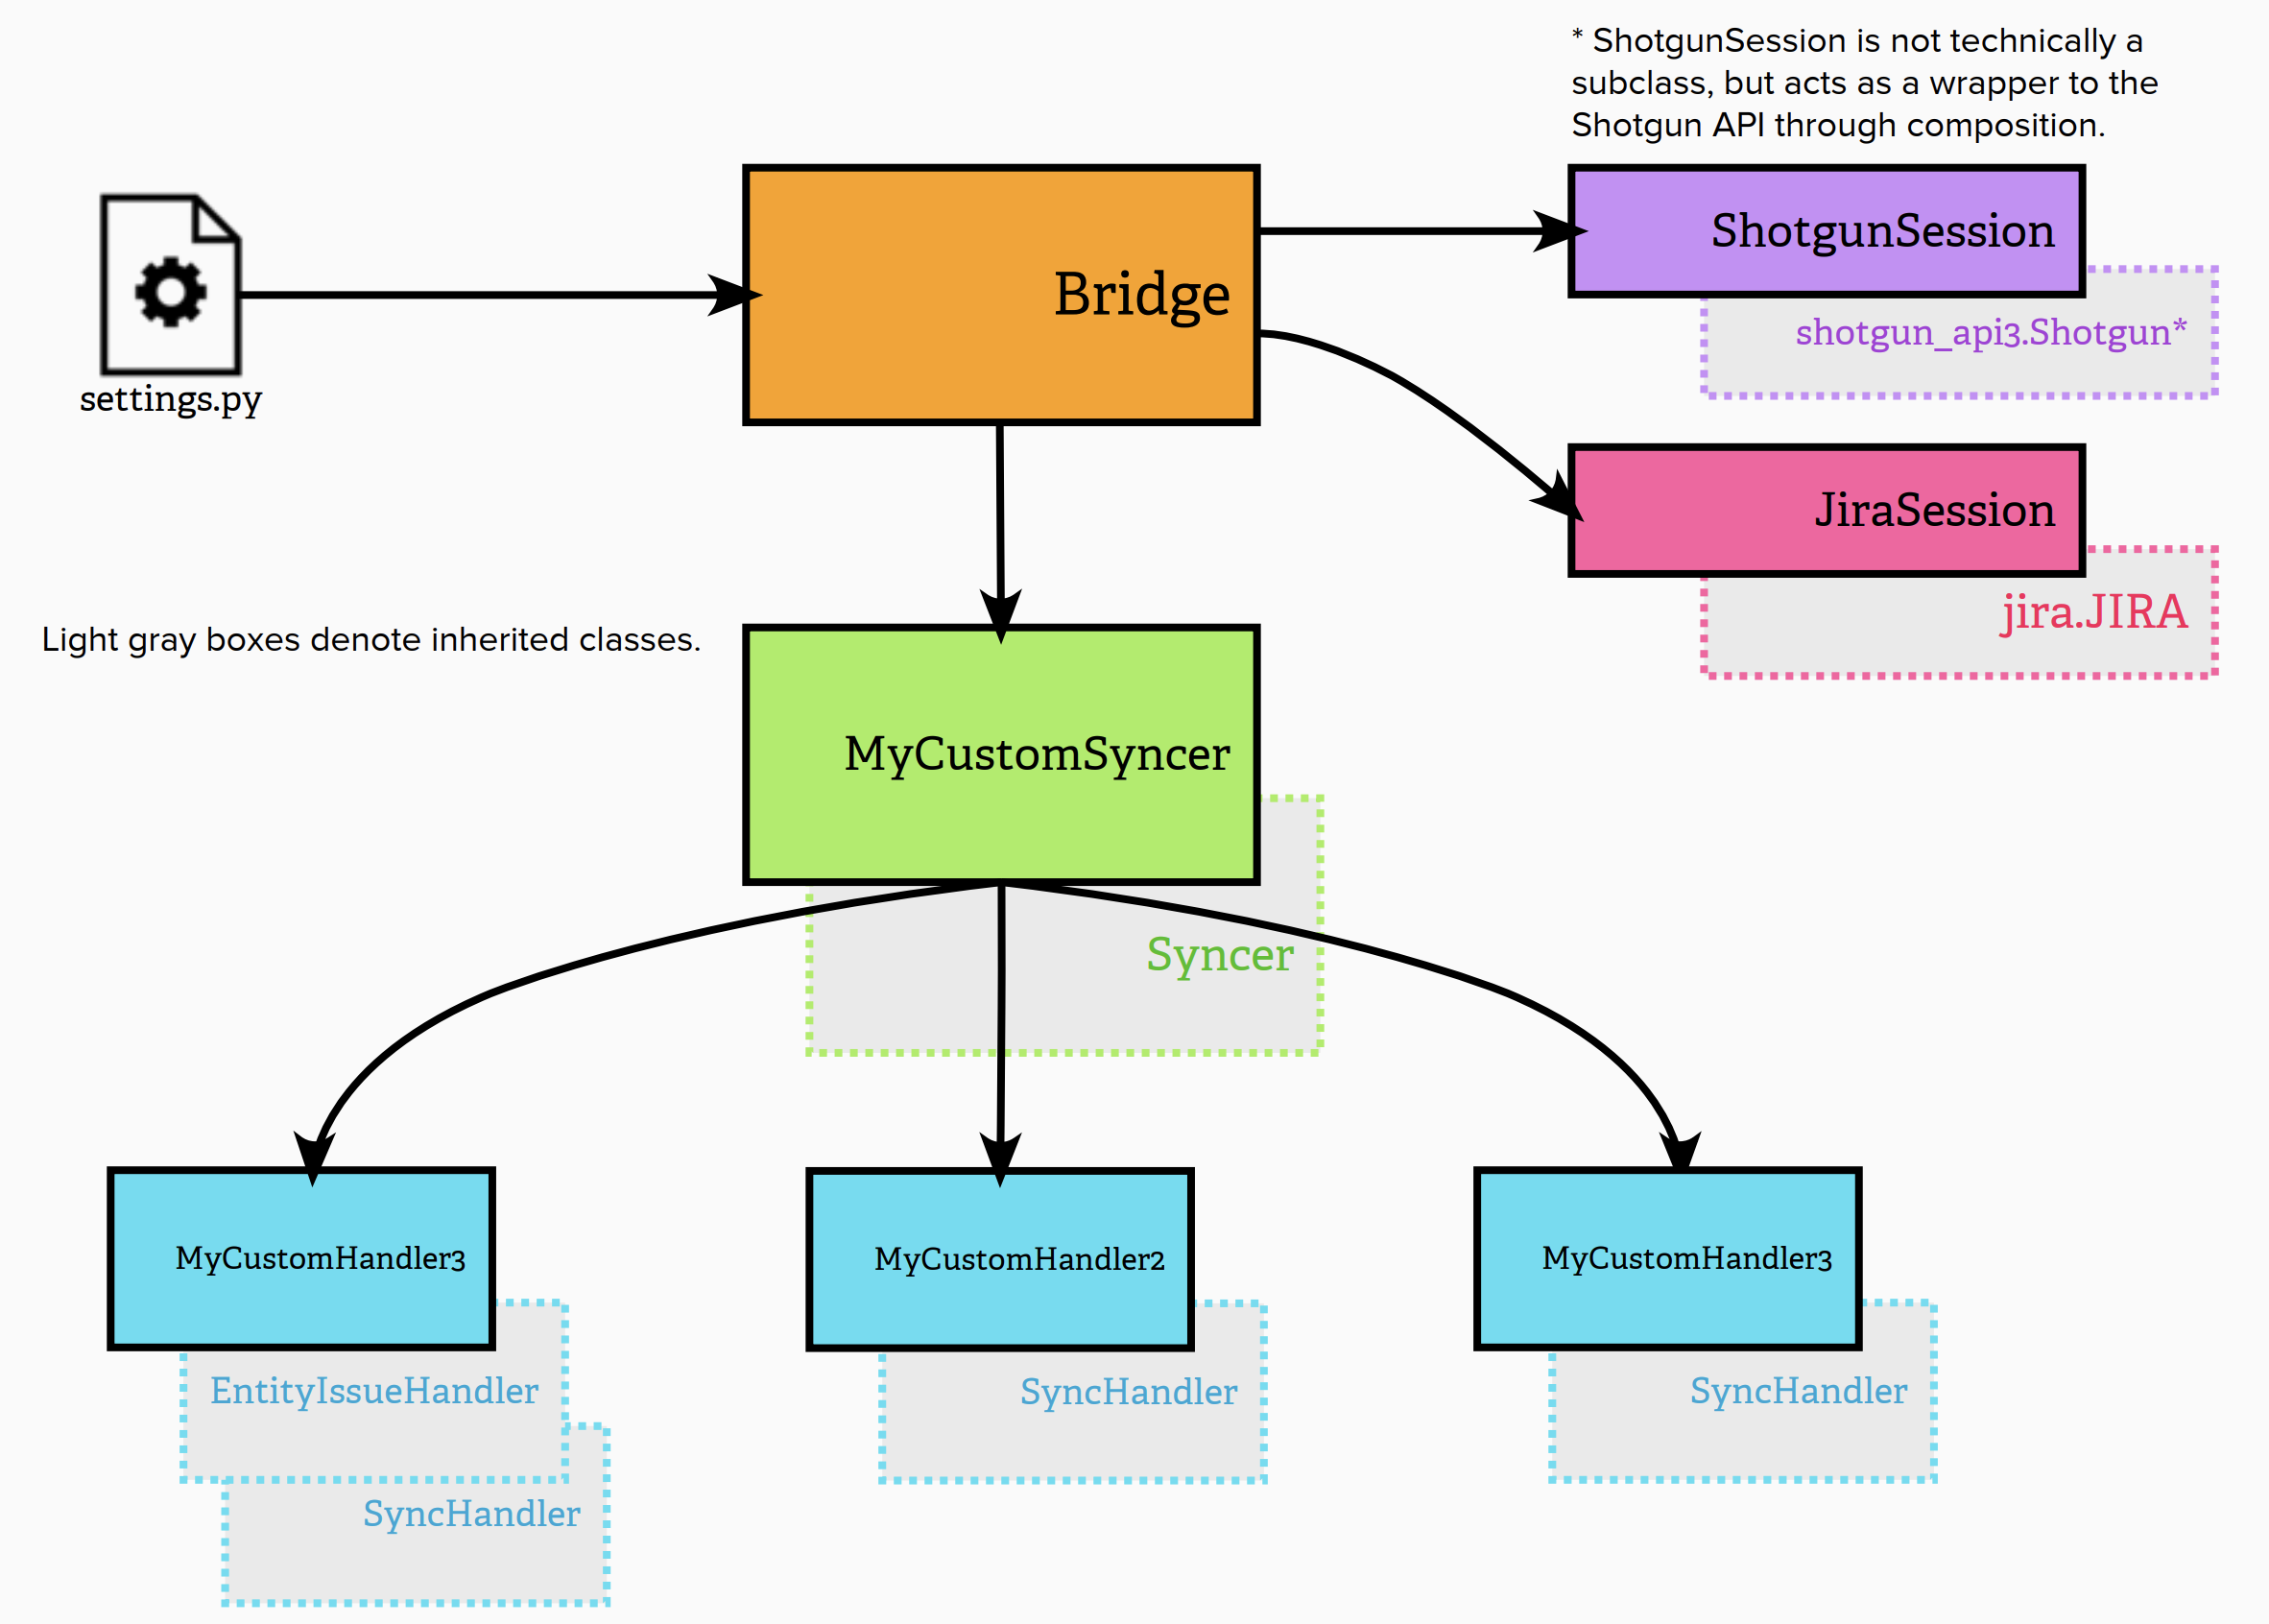 * ShotgunSession is not technically a
subclass, but acts as a wrapper to the
Shotgun API through composition.
settings.py
Bridge
ShotgunSession
shotgun_api3.Shotgun*
JiraSession
jira.JIRA
Light gray boxes denote inherited classes.
MyCustomSyncer
Syncer
MyCustomHandler3
EntityIssueHandler
SyncHandler
MyCustomHandler2
SyncHandler
MyCustomHandler3
SyncHandler